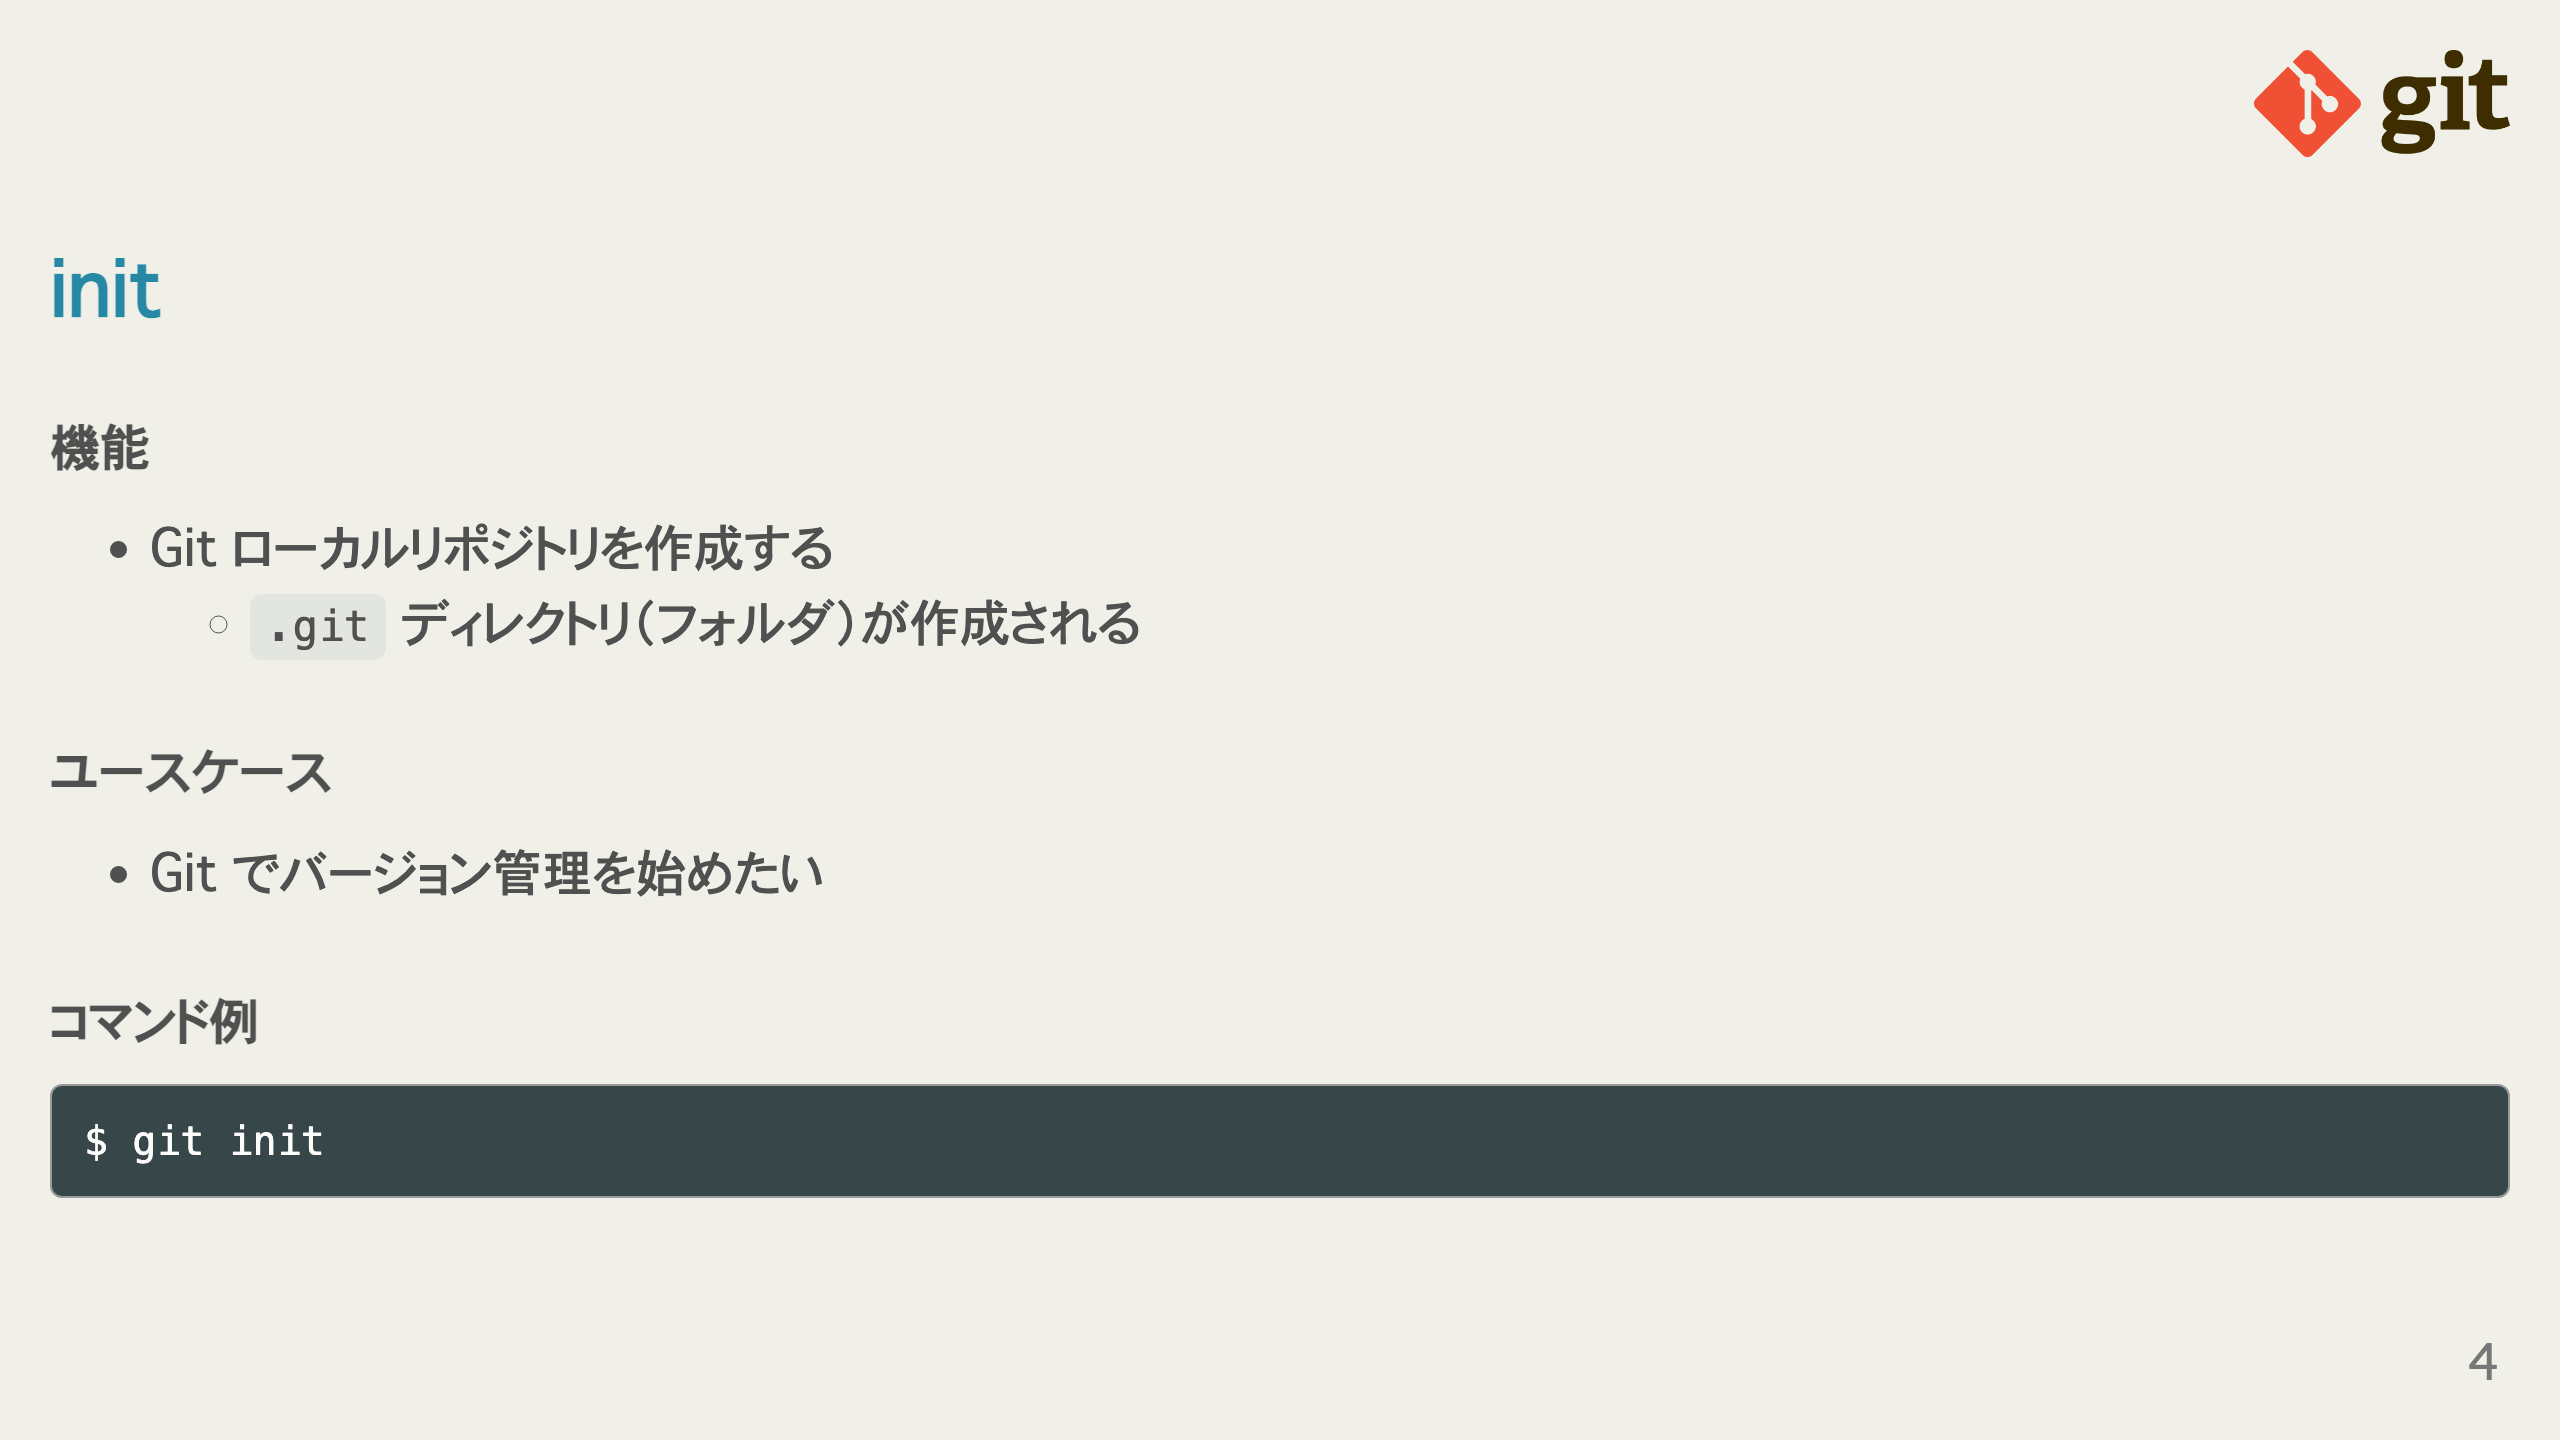 git
init
機能
Git ローカルリポジトリを作成する
.git ディレクトリ(フォルダ)が作成される
ユースケース
Git でバージョン管理を始めたい
コマンド例
$ git init
4